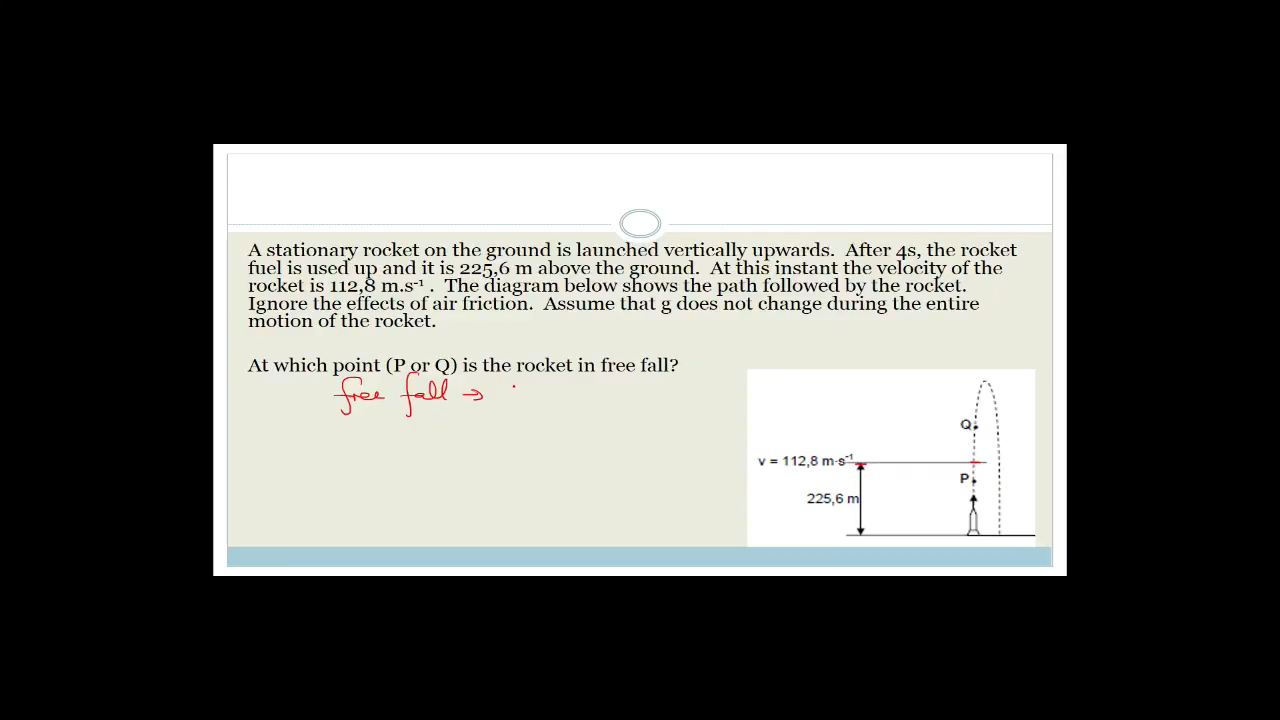 A stationary rocket on the ground is launched vertically upwards. After 4s, the rocket
fuel is used up and it is 225,6 m above the ground. At this instant the velocity of the
rocket is 112,8 m.s⁻¹ . The diagram below shows the path followed by the rocket.
Ignore the effects of air friction. Assume that g does not change during the entire
motion of the rocket.
At which point (P or Q) is the rocket in free fall?
free fall →
Q
v = 112,8 m·s⁻¹
P
225,6 m